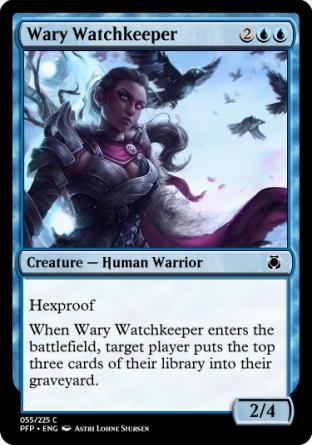 Wary Watchkeeper 2
Creature — Human Warrior
Hexproof
When Wary Watchkeeper enters the
battlefield, target player puts the top
three cards of their library into their
graveyard.
2/4
055/225 C
PFP • ENG Astri Lohne Sjursen